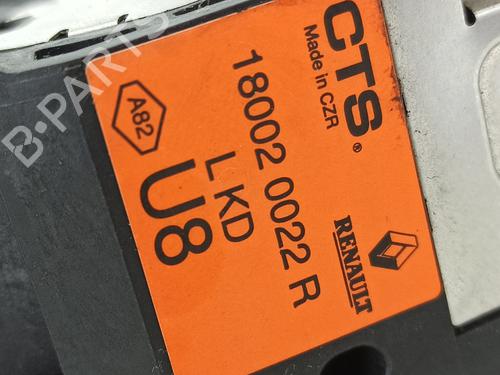 CTS®
Made in CZR
18002 0022 R
L KD
A82
U8
RENAULT
B-PARTS